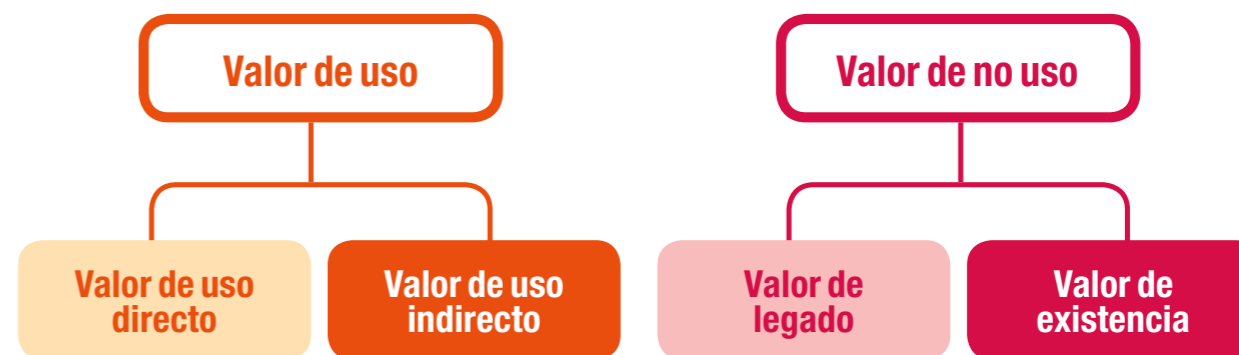 Valor de uso
Valor de no uso
Valor de uso
directo
Valor de uso
indirecto
Valor de
legado
Valor de
existencia